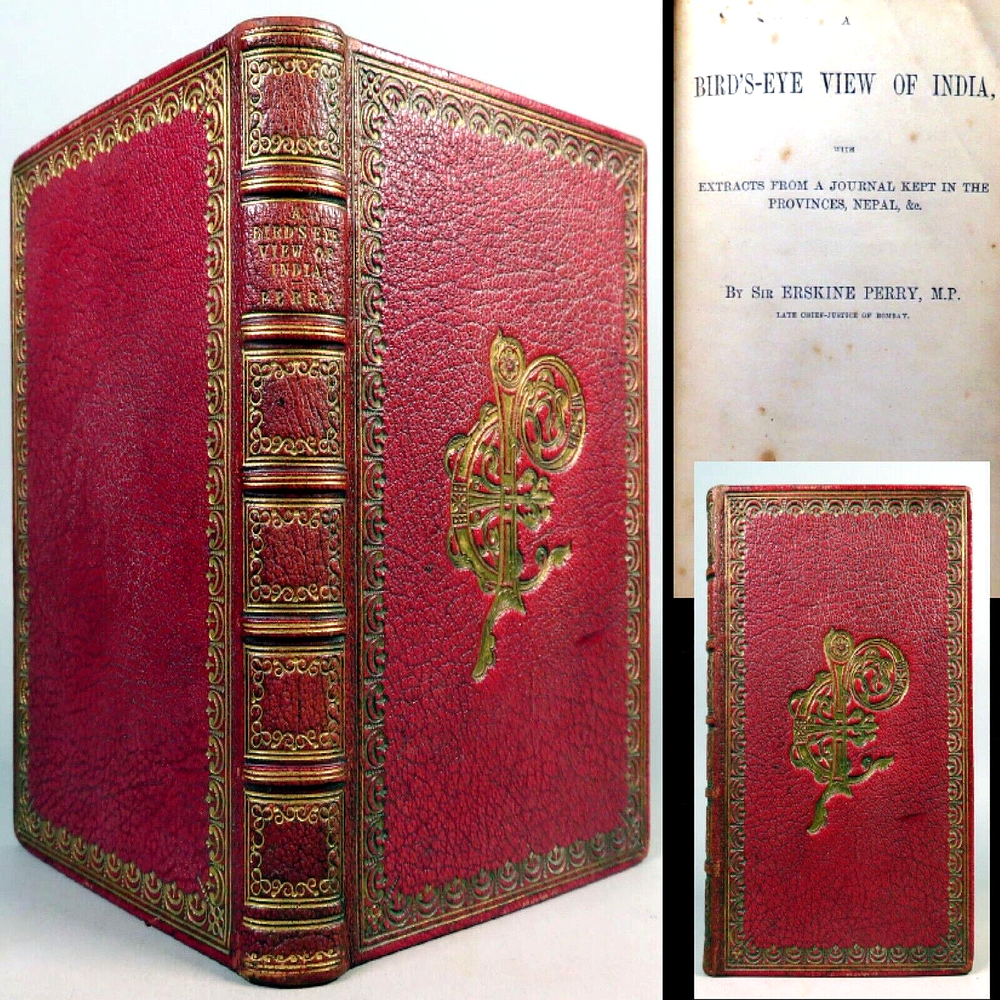 A
BIRD'S EYE
VIEW OF
INDIA
PERRY
A
BIRD'S-EYE VIEW OF INDIA,
WITH
EXTRACTS FROM A JOURNAL KEPT IN THE
PROVINCES, NEPAL, &c.
By Sir ERSKINE PERRY, M.P.
LATE CHIEF-JUSTICE OF BOMBAY.